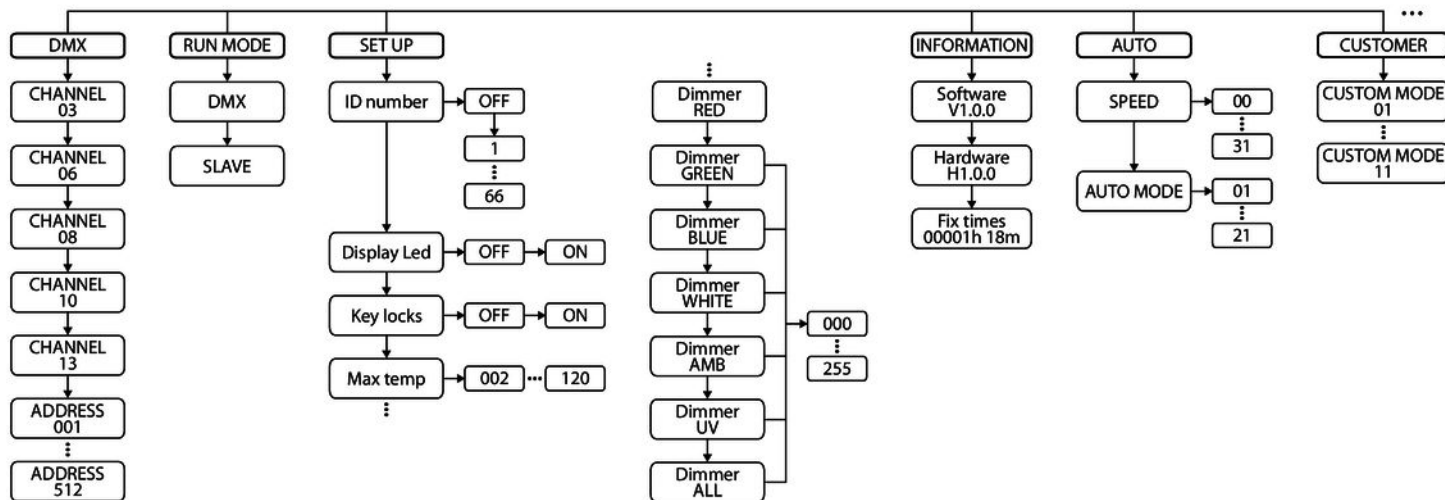 DMX
CHANNEL
03
CHANNEL
06
CHANNEL
08
CHANNEL
10
CHANNEL
13
ADDRESS
001
ADDRESS
512
RUN MODE
DMX
SLAVE
SET UP
ID number
OFF
1
66
Display Led
OFF
ON
Key locks
OFF
ON
Max temp
002
120
Dimmer
RED
Dimmer
GREEN
Dimmer
BLUE
Dimmer
WHITE
Dimmer
AMB
Dimmer
UV
Dimmer
ALL
000
255
INFORMATION
Software
V1.0.0
Hardware
H1.0.0
Fix times
00001h 18m
AUTO
SPEED
00
31
AUTO MODE
01
21
CUSTOMER
CUSTOM MODE
01
CUSTOM MODE
11